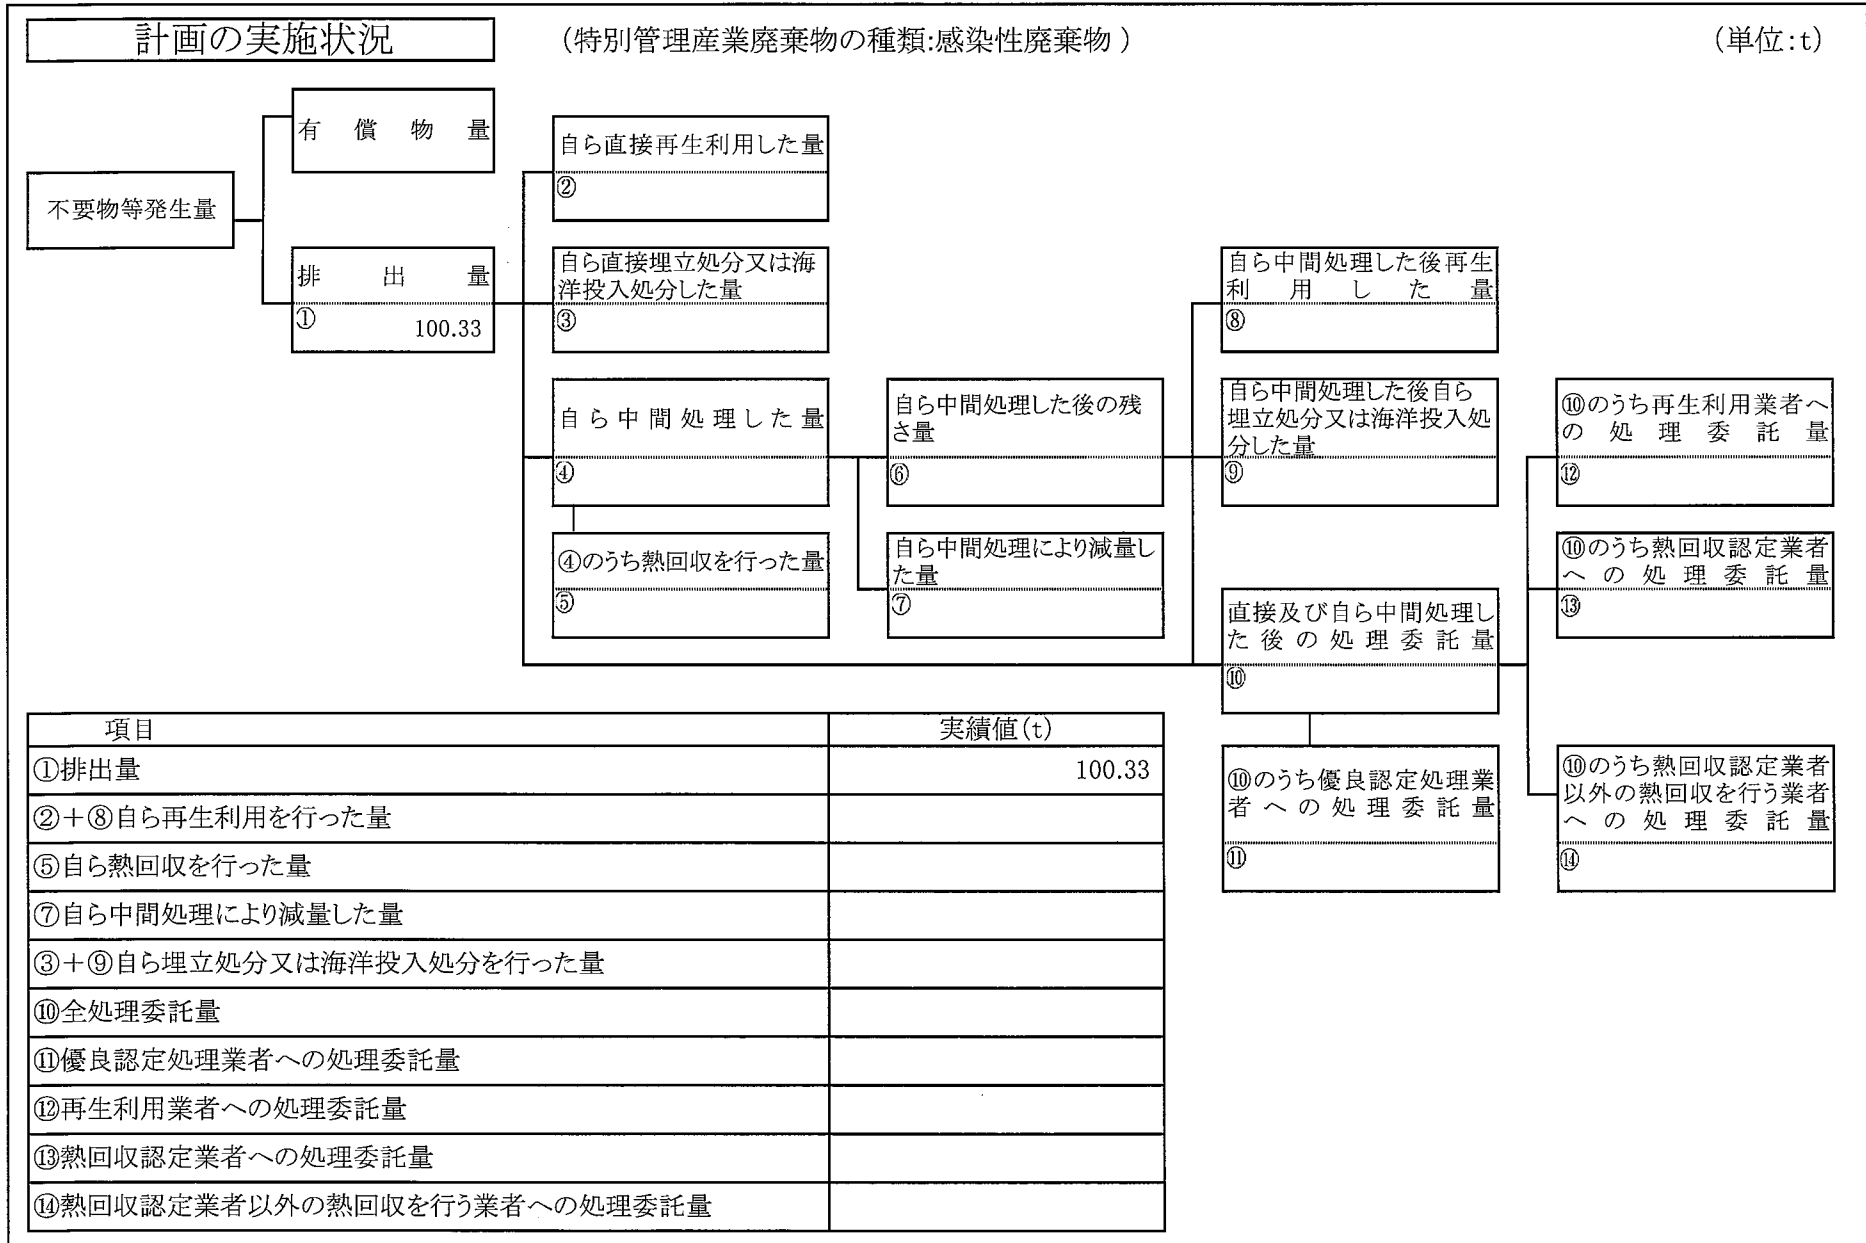 計画の実施状況
(特別管理産業廃棄物の種類:感染性廃棄物 )
(単位:t)
不要物等発生量
有償物量
排出量
①
100.33
自ら直接再生利用した量
②
自ら直接埋立処分又は海
洋投入処分した量
③
自ら中間処理した量
④
④のうち熱回収を行った量
⑤
自ら中間処理した後の残
さ量
⑥
自ら中間処理により減量し
た量
⑦
自ら中間処理した後再生
利用した量
⑧
自ら中間処理した後自ら
埋立処分又は海洋投入処
分した量
⑨
直接及び自ら中間処理し
た後の処理委託量
⑩
⑩のうち優良認定処理業
者への処理委託量
⑪
⑩のうち再生利用業者へ
の処理委託量
⑫
⑩のうち熱回収認定業者
への処理委託量
⑬
⑩のうち熱回収認定業者
以外の熱回収を行う業者
への処理委託量
⑭
項目 実績値(t)
①排出量 100.33
②+⑧自ら再生利用を行った量
⑤自ら熱回収を行った量
⑦自ら中間処理により減量した量
③+⑨自ら埋立処分又は海洋投入処分を行った量
⑩全処理委託量
⑪優良認定処理業者への処理委託量
⑫再生利用業者への処理委託量
⑬熱回収認定業者への処理委託量
⑭熱回収認定業者以外の熱回収を行う業者への処理委託量